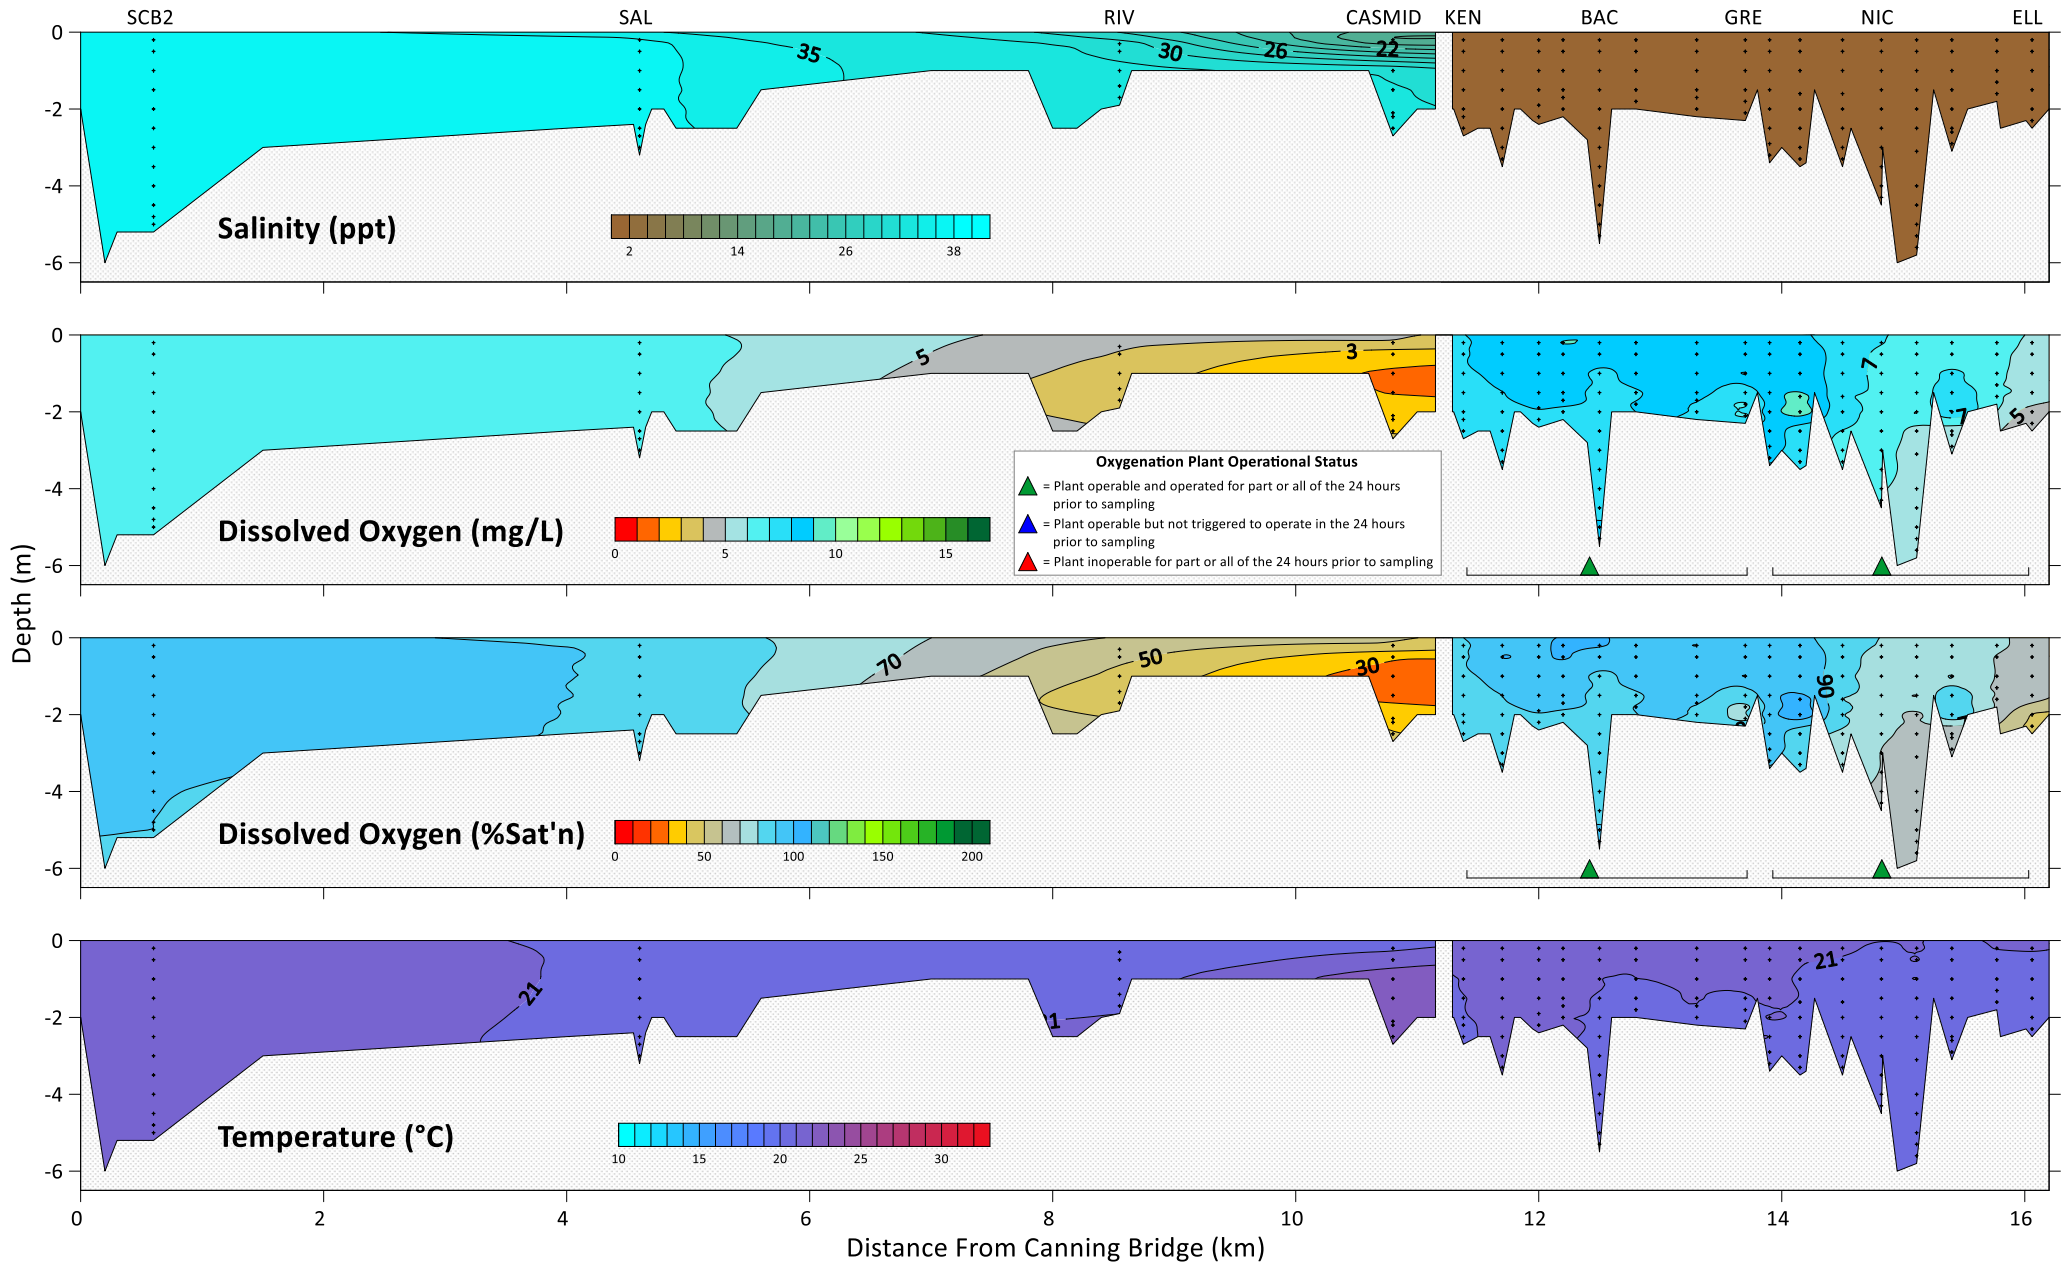 SCB2 SAL RIV CASMID KEN BAC GRE NIC ELL
0
-2
-4
-6
35 30 26 22
Salinity (ppt)
2 14 26 38
0
-2
-4
-6
5 3 7 7 5
Dissolved Oxygen (mg/L)
0 5 10 15
Oxygenation Plant Operational Status
= Plant operable and operated for part or all of the 24 hours
prior to sampling
= Plant operable but not triggered to operate in the 24 hours
prior to sampling
= Plant inoperable for part or all of the 24 hours prior to sampling
Depth (m)
0
-2
-4
-6
70 50 30 90
Dissolved Oxygen (%Sat'n)
0 50 100 150 200
0
-2
-4
-6
21 1 21
Temperature (°C)
10 15 20 25 30
0 2 4 6 8 10 12 14 16
Distance From Canning Bridge (km)